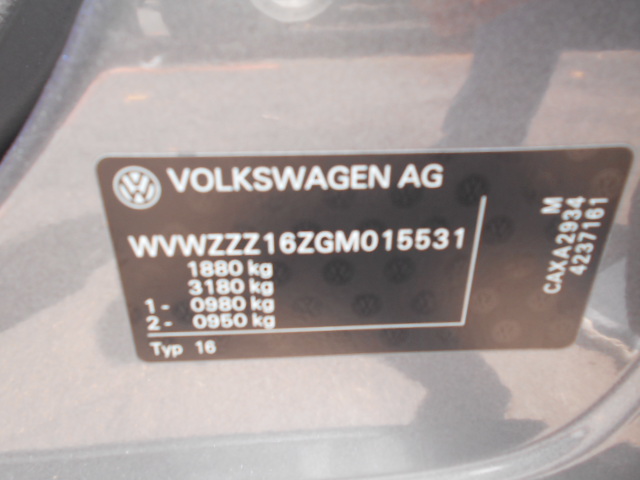 VOLKSWAGEN AG
WVWZZZ16ZGM015531
1880 kg
3180 kg
1- 0980 kg
2- 0950 kg
Typ 16
M
CAXA2934
4237161